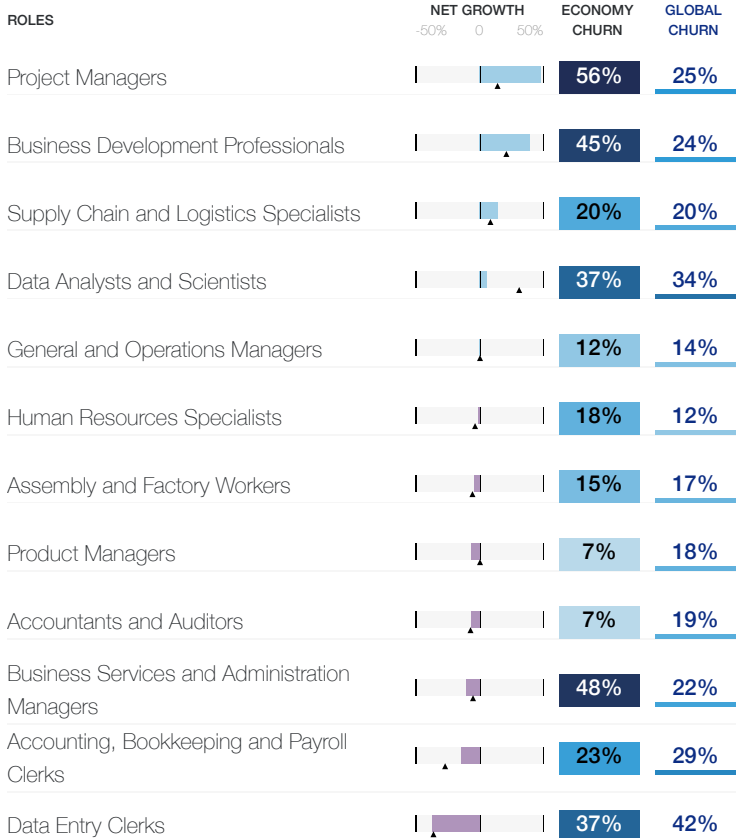 ROLES NET GROWTH ECONOMY CHURN GLOBAL CHURN
-50% 0 50%
Project Managers 56% 25%
Business Development Professionals 45% 24%
Supply Chain and Logistics Specialists 20% 20%
Data Analysts and Scientists 37% 34%
General and Operations Managers 12% 14%
Human Resources Specialists 18% 12%
Assembly and Factory Workers 15% 17%
Product Managers 7% 18%
Accountants and Auditors 7% 19%
Business Services and Administration
Managers 48% 22%
Accounting, Bookkeeping and Payroll
Clerks 23% 29%
Data Entry Clerks 37% 42%